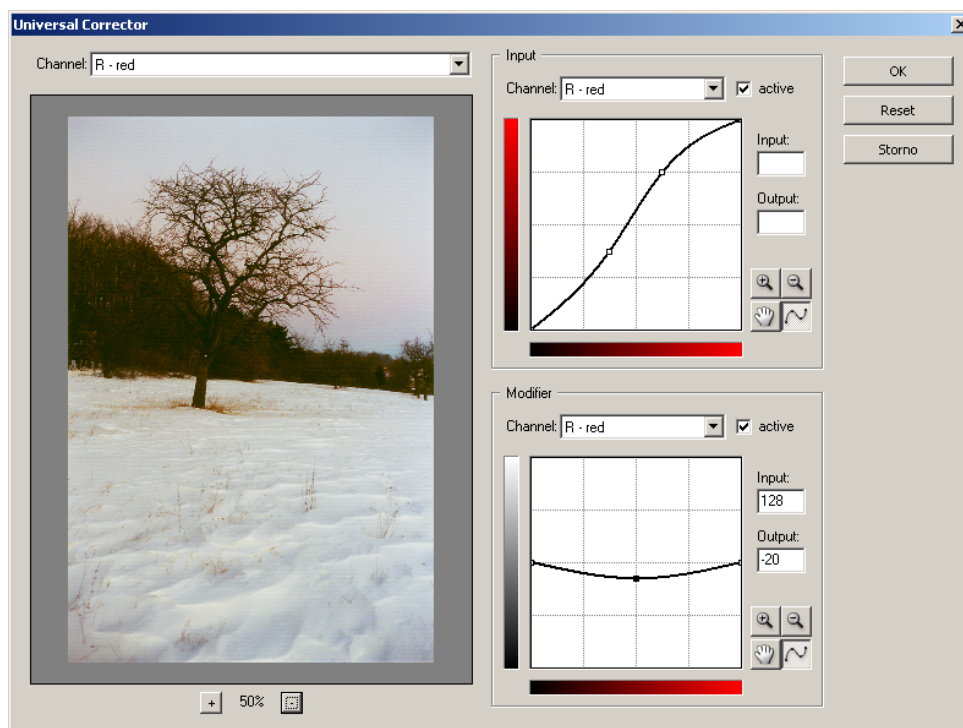 Universal Corrector
Channel: R - red
+ 50% -
Input
Channel: R - red active
Input:
Output:
Modifier
Channel: R - red active
Input:
128
Output:
-20
OK
Reset
Storno